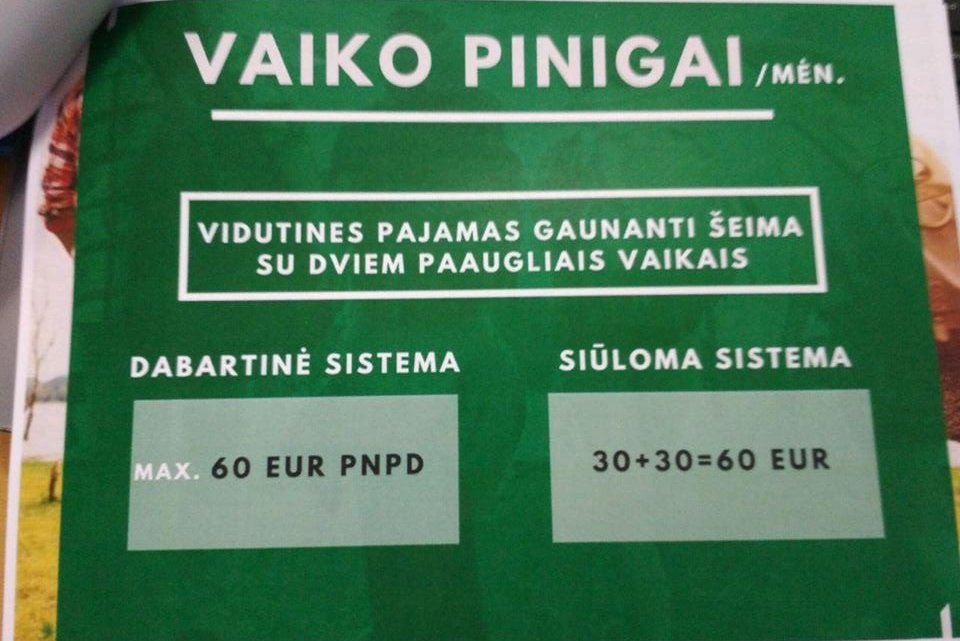 VAIKO PINIGAI /MĖN.
VIDUTINES PAJAMAS GAUNANTI ŠEIMA
SU DVIEM PAAUGLIAIS VAIKAIS
DABARTINĖ SISTEMA
SIŪLOMA SISTEMA
MAX. 60 EUR PNPD
30+30=60 EUR